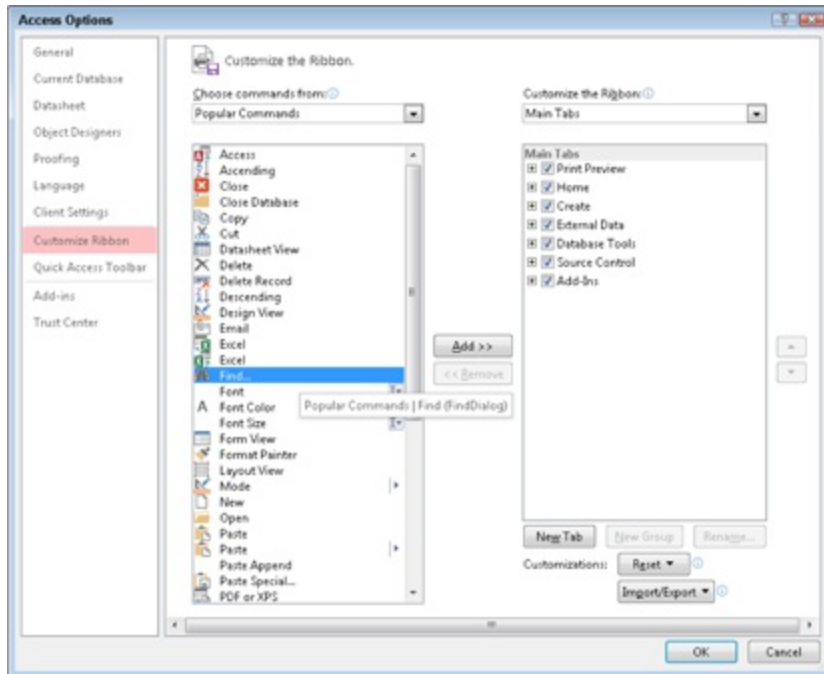 Access Options
General
Current Database
Datasheet
Object Designers
Proofing
Language
Client Settings
Customize Ribbon
Quick Access Toolbar
Add-ins
Trust Center
Customize the Ribbon.
Choose commands from:
Popular Commands
Access
Ascending
Close
Close Database
Copy
Cut
Datasheet View
Delete
Delete Record
Descending
Design View
Email
Excel
Excel
Find...
Font
Font Color
Popular Commands | Find (FindDialog)
Font Size
Form View
Format Painter
Layout View
Mode
New
Open
Paste
Paste
Paste Append
Paste Special...
PDF or XPS
Add >>
<< Remove
Customize the Ribbon:
Main Tabs
Main Tabs
Print Preview
Home
Create
External Data
Database Tools
Source Control
Add-Ins
New Tab
New Group
Rename...
Customizations:
Reset
Import/Export
OK
Cancel